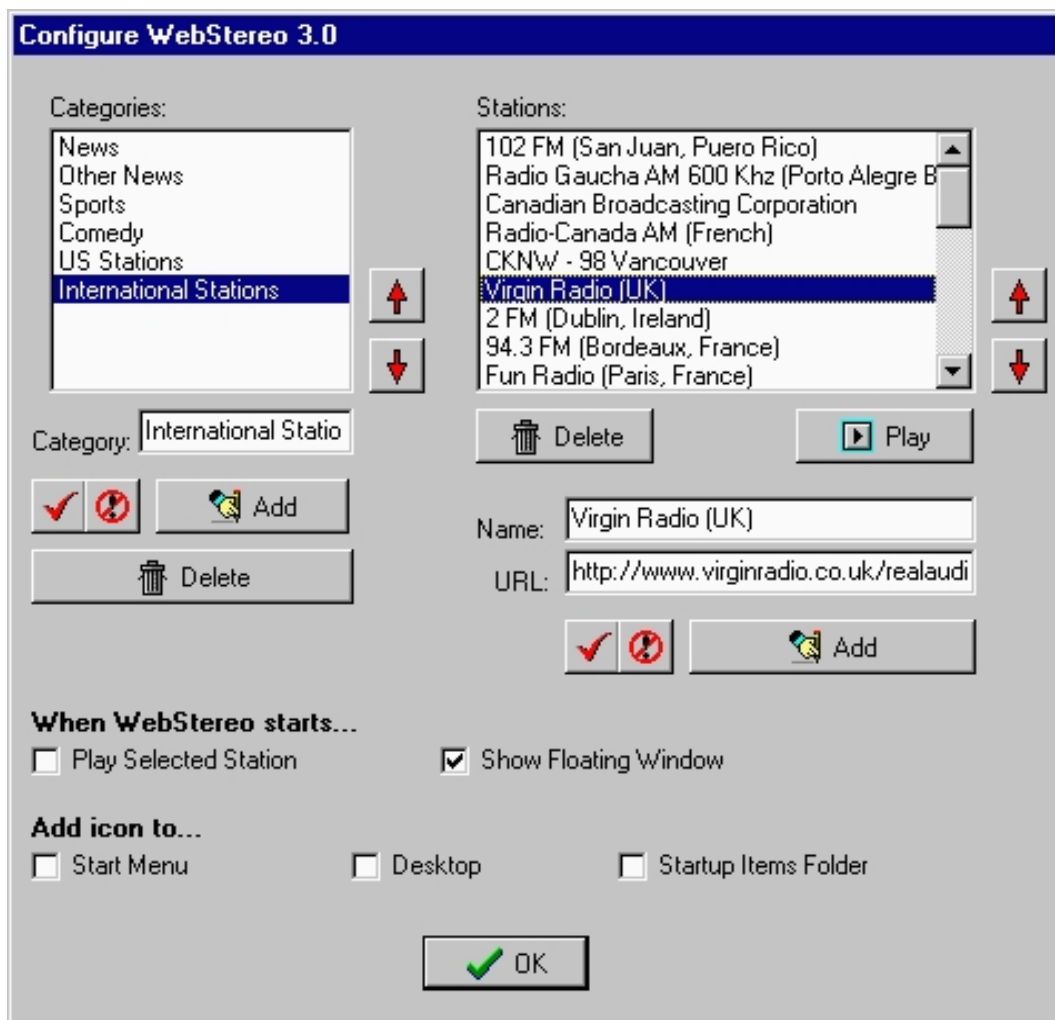 Configure WebStereo 3.0
Categories:
News
Other News
Sports
Comedy
US Stations
International Stations
Category: International Statio
Add
Delete
Stations:
102 FM (San Juan, Puero Rico)
Radio Gaucha AM 600 Khz (Porto Alegre B
Canadian Broadcasting Corporation
Radio-Canada AM (French)
CKNW - 98 Vancouver
Virgin Radio (UK)
2 FM (Dublin, Ireland)
94.3 FM (Bordeaux, France)
Fun Radio (Paris, France)
Delete
Play
Name: Virgin Radio (UK)
URL: http://www.virginradio.co.uk/realaudi
Add
When WebStereo starts...
Play Selected Station
Show Floating Window
Add icon to...
Start Menu
Desktop
Startup Items Folder
OK